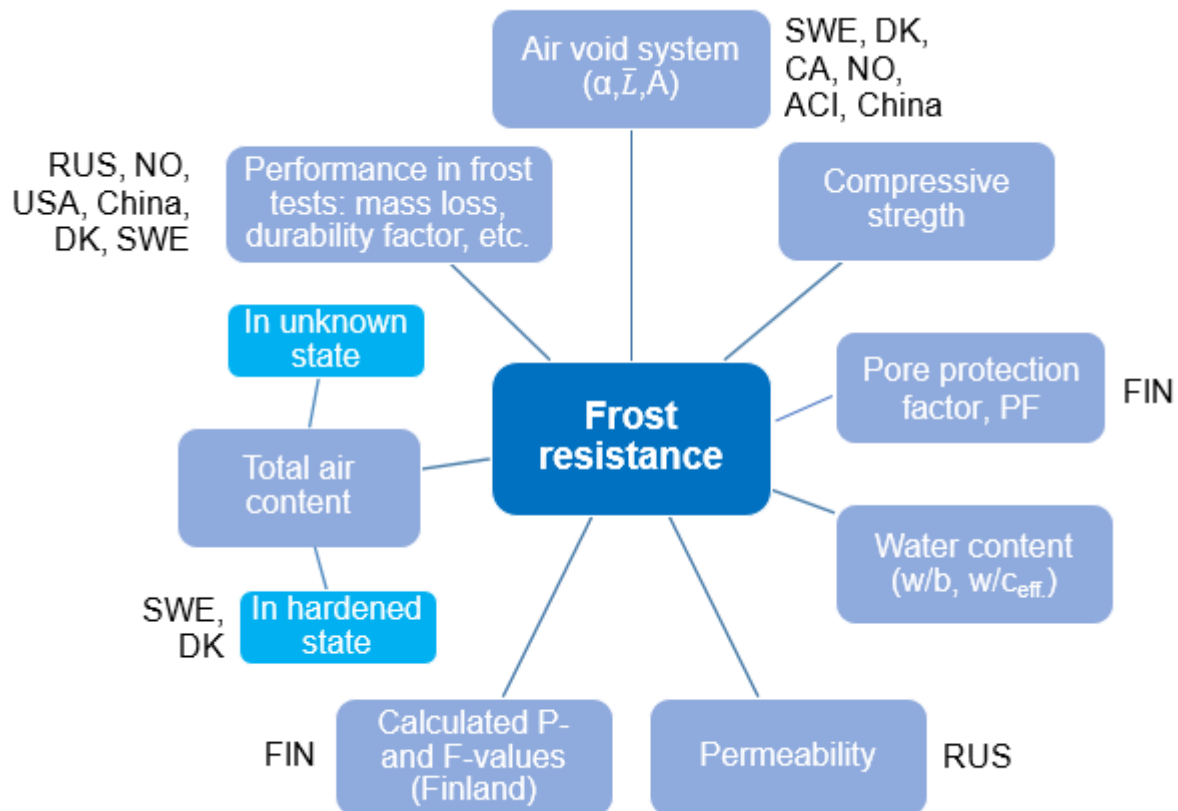 Air void system
(α,L̄,A)
SWE, DK,
CA, NO,
ACI, China
RUS, NO,
USA, China,
DK, SWE
Performance in frost
tests: mass loss,
durability factor, etc.
Compressive
stregth
In unknown
state
Pore protection
factor, PF
FIN
Frost
resistance
Total air
content
Water content
(w/b, w/c_eff.)
SWE,
DK
In hardened
state
FIN
Calculated P-
and F-values
(Finland)
Permeability
RUS